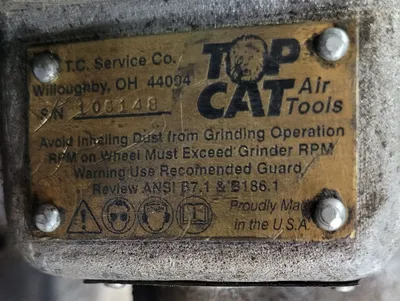 T.C. Service Co.
Willoughby, OH 44094
SN 106148
TOP
CAT Air
Tools
Avoid Inhaling Dust from Grinding Operation
RPM on Wheel Must Exceed Grinder RPM
Warning Use Recomended Guard
Review ANSI B7.1 & B186.1
Proudly Made
in the U.S.A.